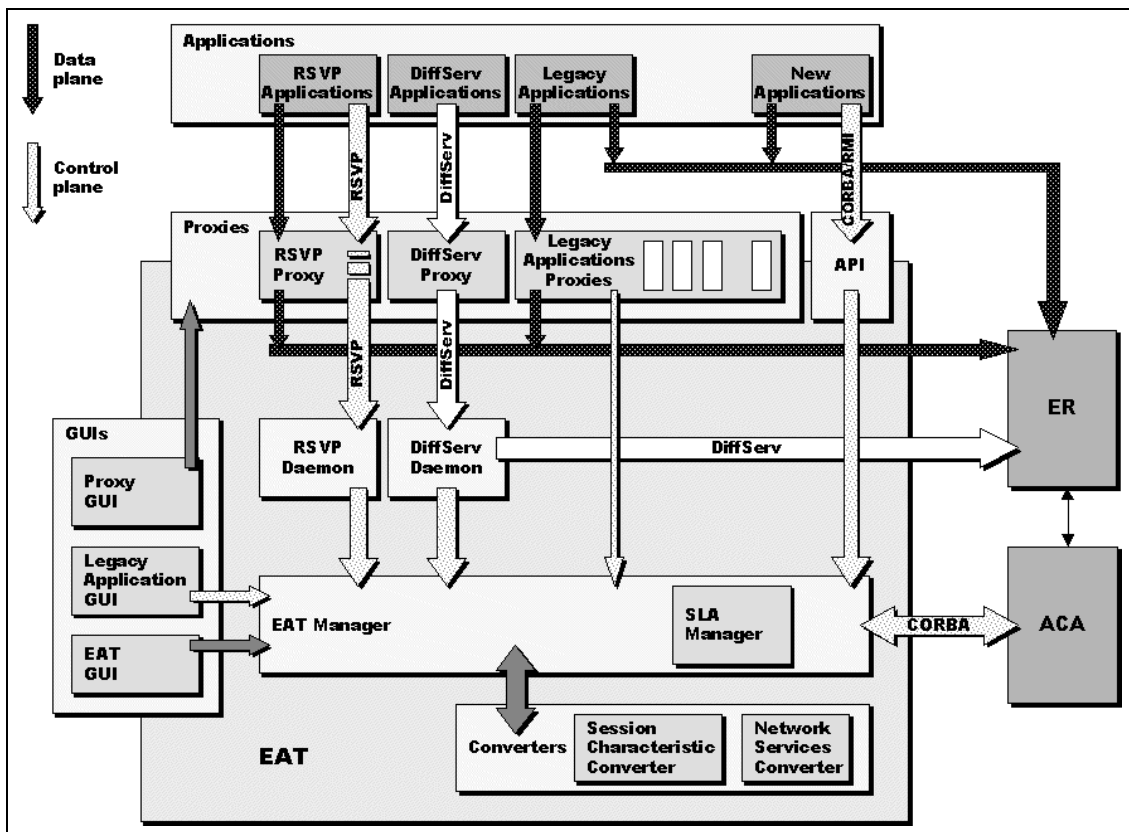 Applications
Data
plane
Control
plane
RSVP
Applications
DiffServ
Applications
Legacy
Applications
New
Applications
RSVP
DiffServ
CORBA/RMI
Proxies
RSVP
Proxy
DiffServ
Proxy
Legacy
Applications
Proxies
API
RSVP
DiffServ
ER
GUIs
Proxy
GUI
Legacy
Application
GUI
EAT
GUI
RSVP
Daemon
DiffServ
Daemon
DiffServ
EAT Manager
SLA
Manager
CORBA
ACA
Converters
Session
Characteristic
Converter
Network
Services
Converter
EAT